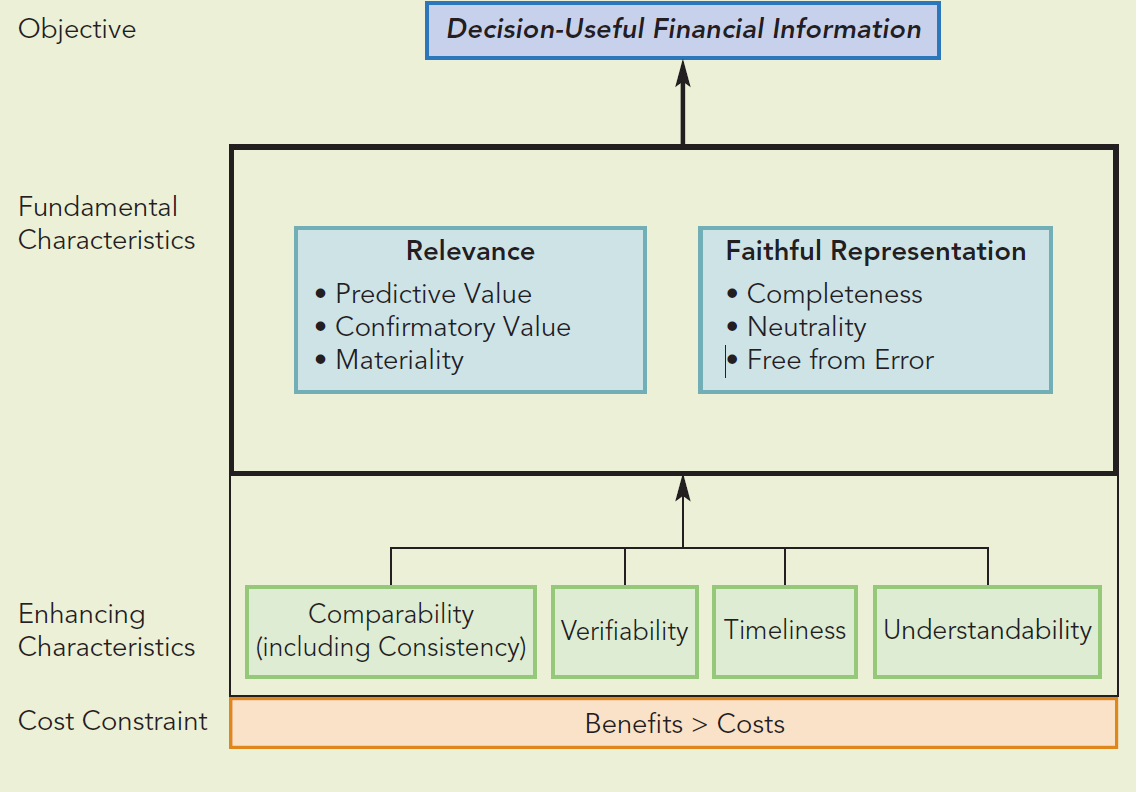 Objective
Decision-Useful Financial Information
Fundamental
Characteristics
Relevance
• Predictive Value
• Confirmatory Value
• Materiality
Faithful Representation
• Completeness
• Neutrality
• Free from Error
Enhancing
Characteristics
Comparability
(including Consistency)
Verifiability
Timeliness
Understandability
Cost Constraint
Benefits > Costs